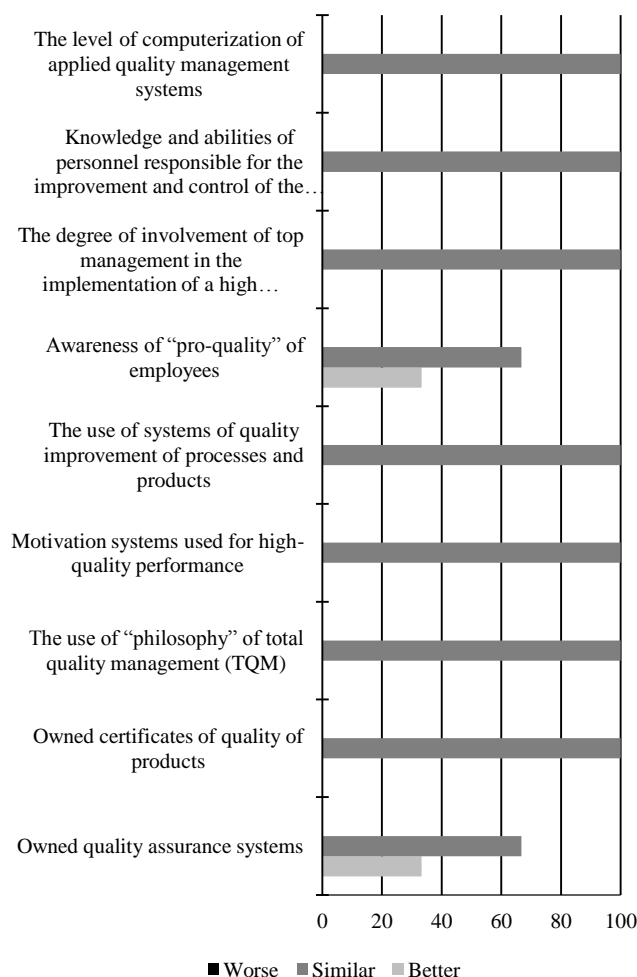 The level of computerization of
applied quality management
systems
Knowledge and abilities of
personnel responsible for the
improvement and control of the…
The degree of involvement of top
management in the
implementation of a high…
Awareness of “pro-quality” of
employees
The use of systems of quality
improvement of processes and
products
Motivation systems used for high-
quality performance
The use of “philosophy” of total
quality management (TQM)
Owned certificates of quality of
products
Owned quality assurance systems
0 20 40 60 80 100
Worse Similar Better